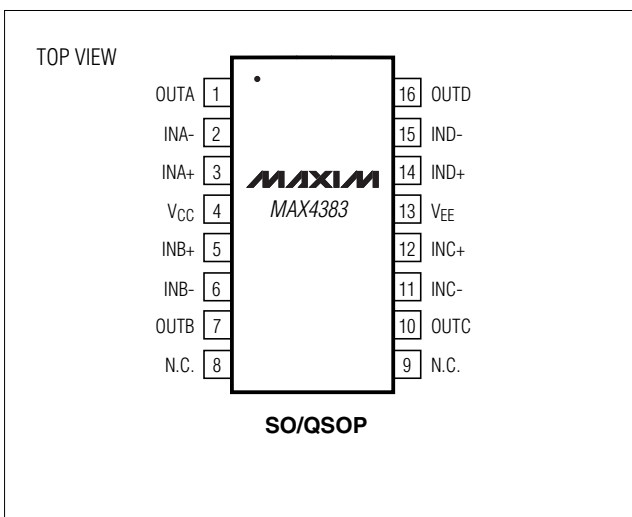 TOP VIEW
OUTA 1 16 OUTD
INA- 2 15 IND-
INA+ 3 14 IND+
MAXIM
VCC 4 MAX4383 13 VEE
INB+ 5 12 INC+
INB- 6 11 INC-
OUTB 7 10 OUTC
N.C. 8 9 N.C.
SO/QSOP